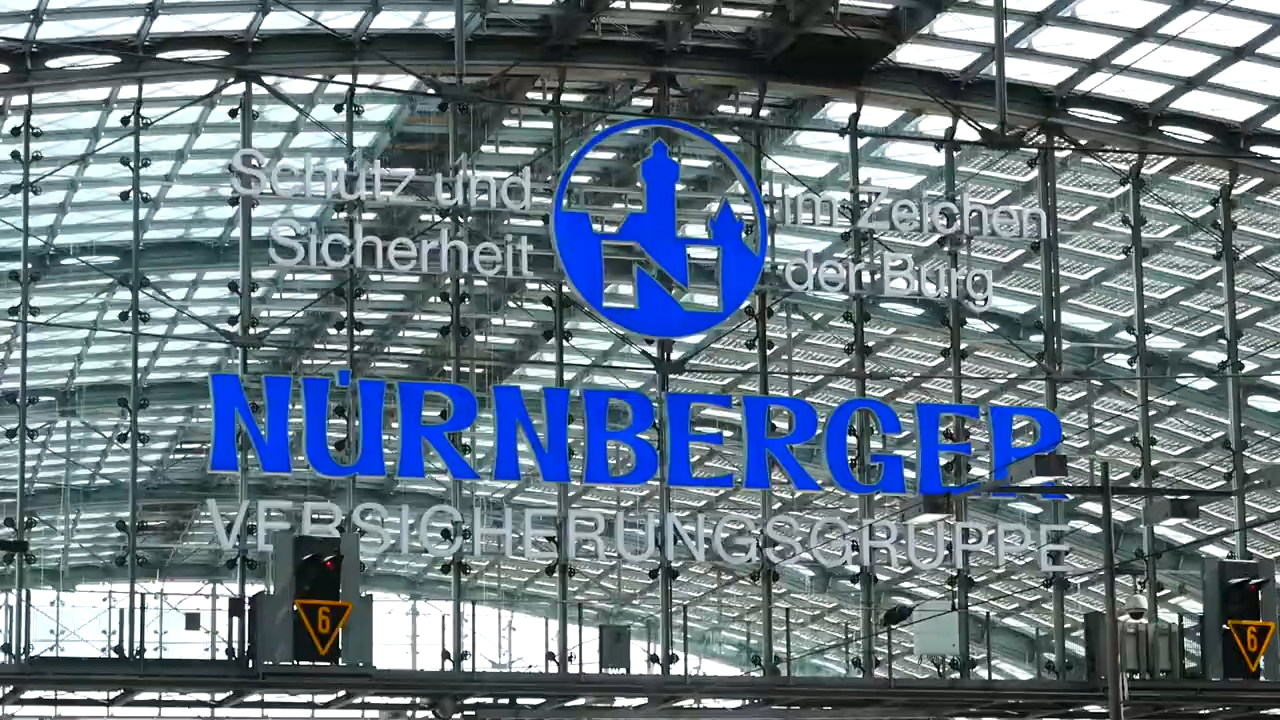 Schutz und
Sicherheit
im Zeichen
der Burg
N
NÜRNBERGER
VERSICHERUNGSGRUPPE
6
6